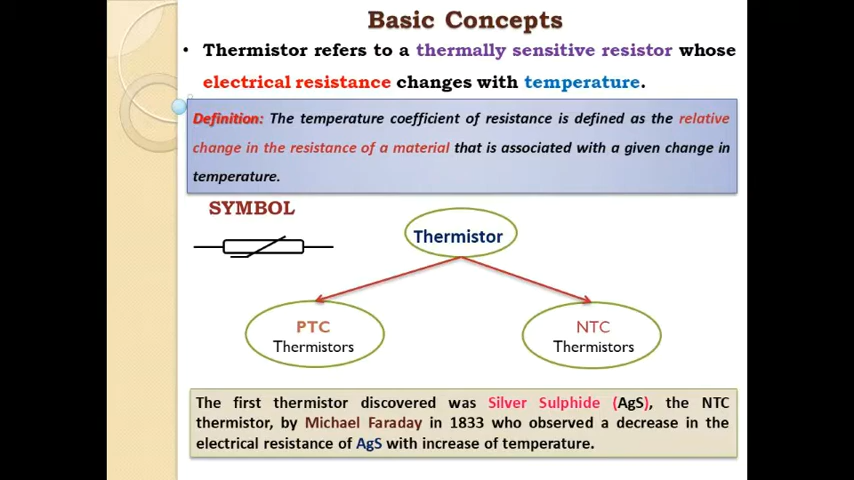 Basic Concepts
• Thermistor refers to a thermally sensitive resistor whose
electrical resistance changes with temperature.
Definition: The temperature coefficient of resistance is defined as the relative
change in the resistance of a material that is associated with a given change in
temperature.
SYMBOL
Thermistor
PTC
Thermistors
NTC
Thermistors
The first thermistor discovered was Silver Sulphide (AgS), the NTC
thermistor, by Michael Faraday in 1833 who observed a decrease in the
electrical resistance of AgS with increase of temperature.